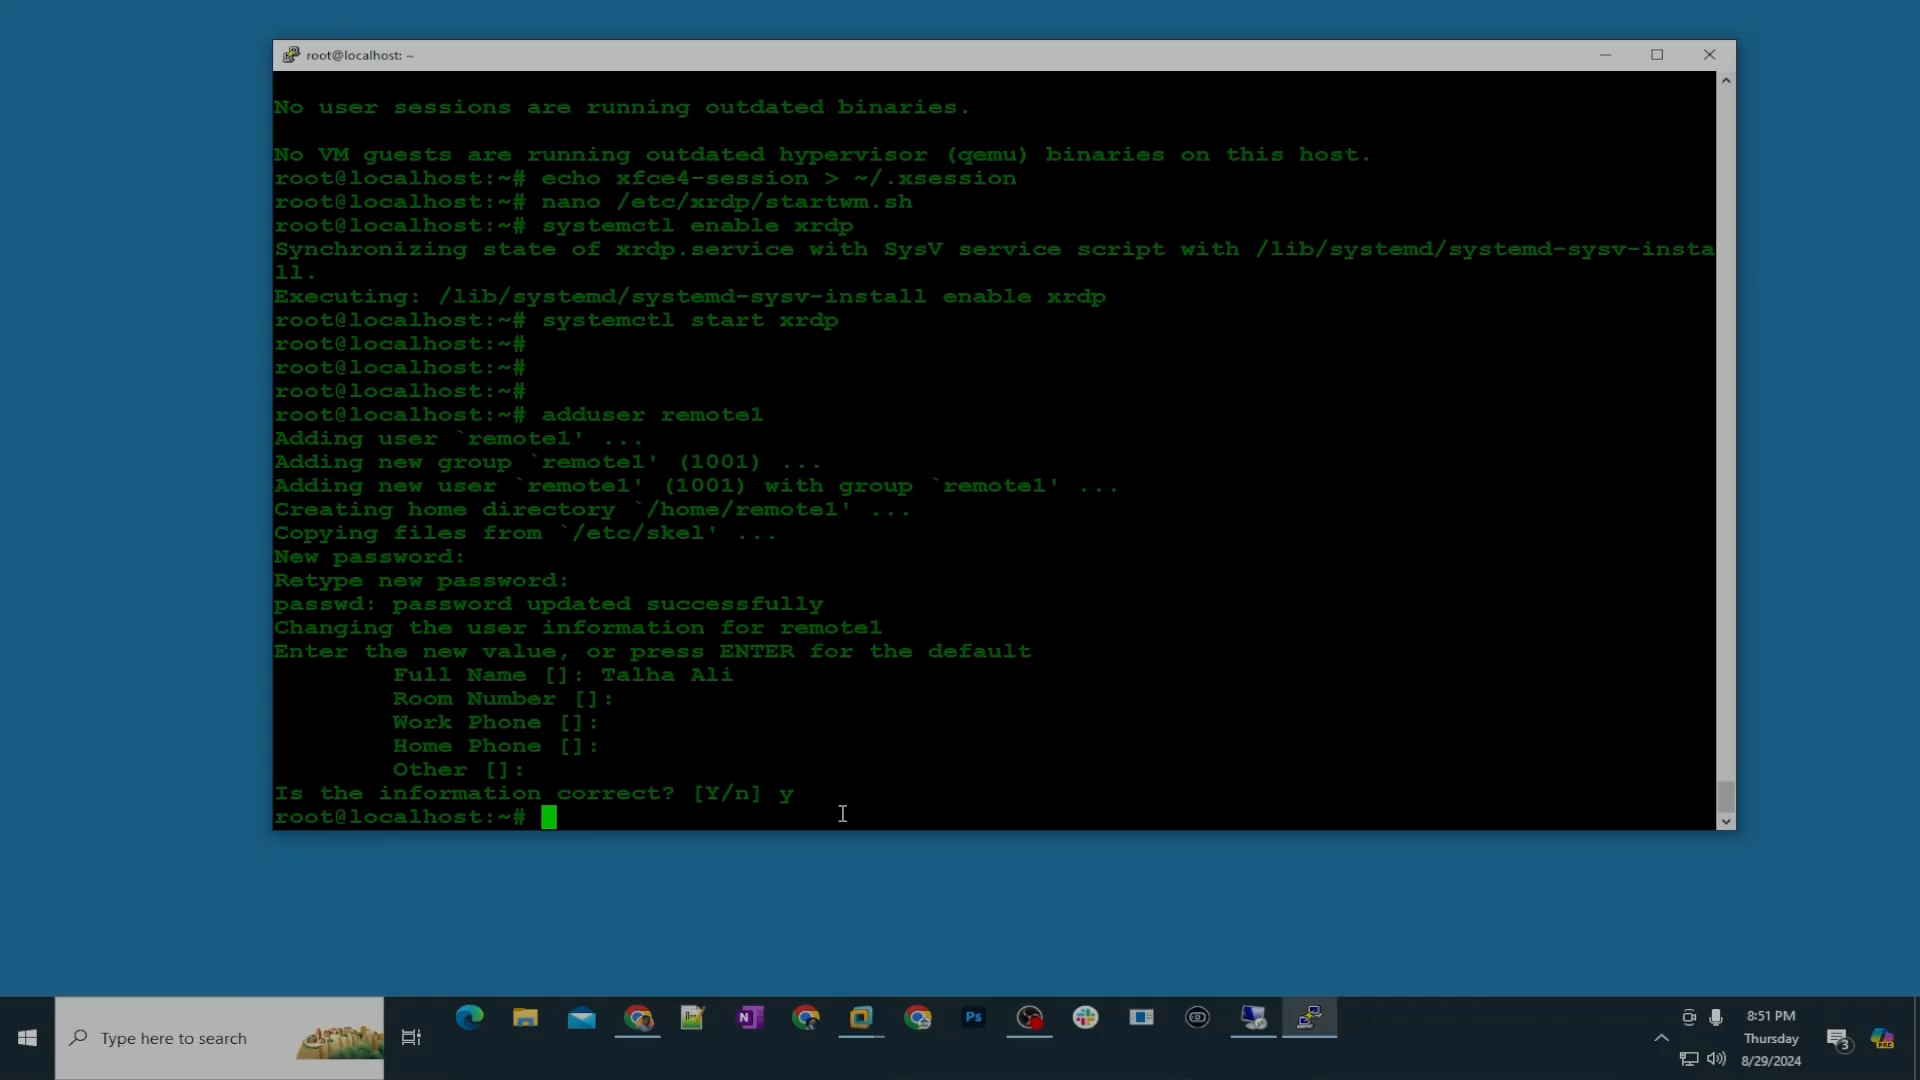 root@localhost: ~
No user sessions are running outdated binaries.
No VM guests are running outdated hypervisor (qemu) binaries on this host.
root@localhost:~# echo xfce4-session > ~/.xsession
root@localhost:~# nano /etc/xrdp/startwm.sh
root@localhost:~# systemctl enable xrdp
Synchronizing state of xrdp.service with SysV service script with /lib/systemd/systemd-sysv-insta
ll.
Executing: /lib/systemd/systemd-sysv-install enable xrdp
root@localhost:~# systemctl start xrdp
root@localhost:~#
root@localhost:~#
root@localhost:~#
root@localhost:~# adduser remote1
Adding user `remote1' ...
Adding new group `remote1' (1001) ...
Adding new user `remote1' (1001) with group `remote1' ...
Creating home directory `/home/remote1' ...
Copying files from `/etc/skel' ...
New password:
Retype new password:
passwd: password updated successfully
Changing the user information for remote1
Enter the new value, or press ENTER for the default
Full Name []: Talha Ali
Room Number []:
Work Phone []:
Home Phone []:
Other []:
Is the information correct? [Y/n] y
root@localhost:~#
Type here to search
N
Ps
8:51 PM
Thursday
8/29/2024
3
PRE